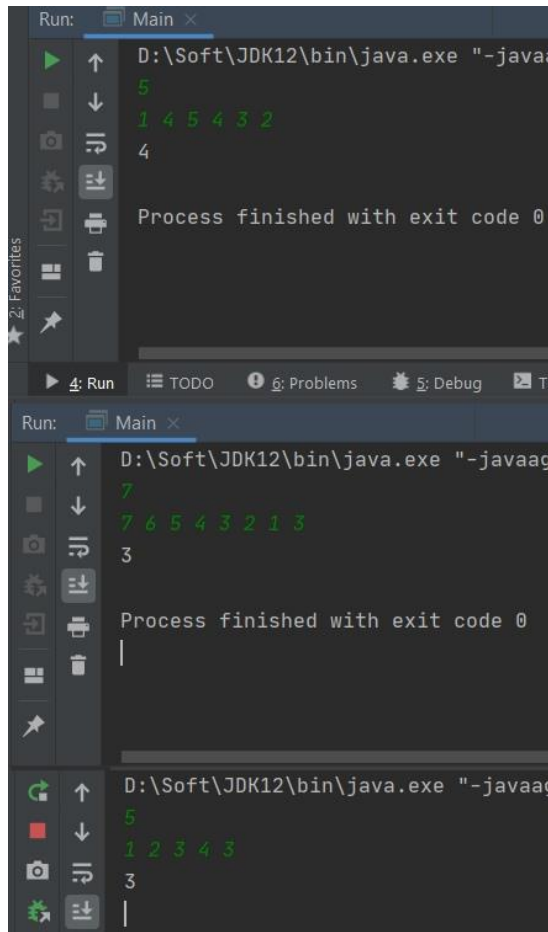 Run: Main
D:\Soft\JDK12\bin\java.exe "-javaa
5
1 4 5 4 3 2
4
Process finished with exit code 0
2: Favorites
4: Run TODO 6: Problems 5: Debug T
Run: Main
D:\Soft\JDK12\bin\java.exe "-javaag
7
7 6 5 4 3 2 1 3
3
Process finished with exit code 0
D:\Soft\JDK12\bin\java.exe "-javaag
5
1 2 3 4 3
3